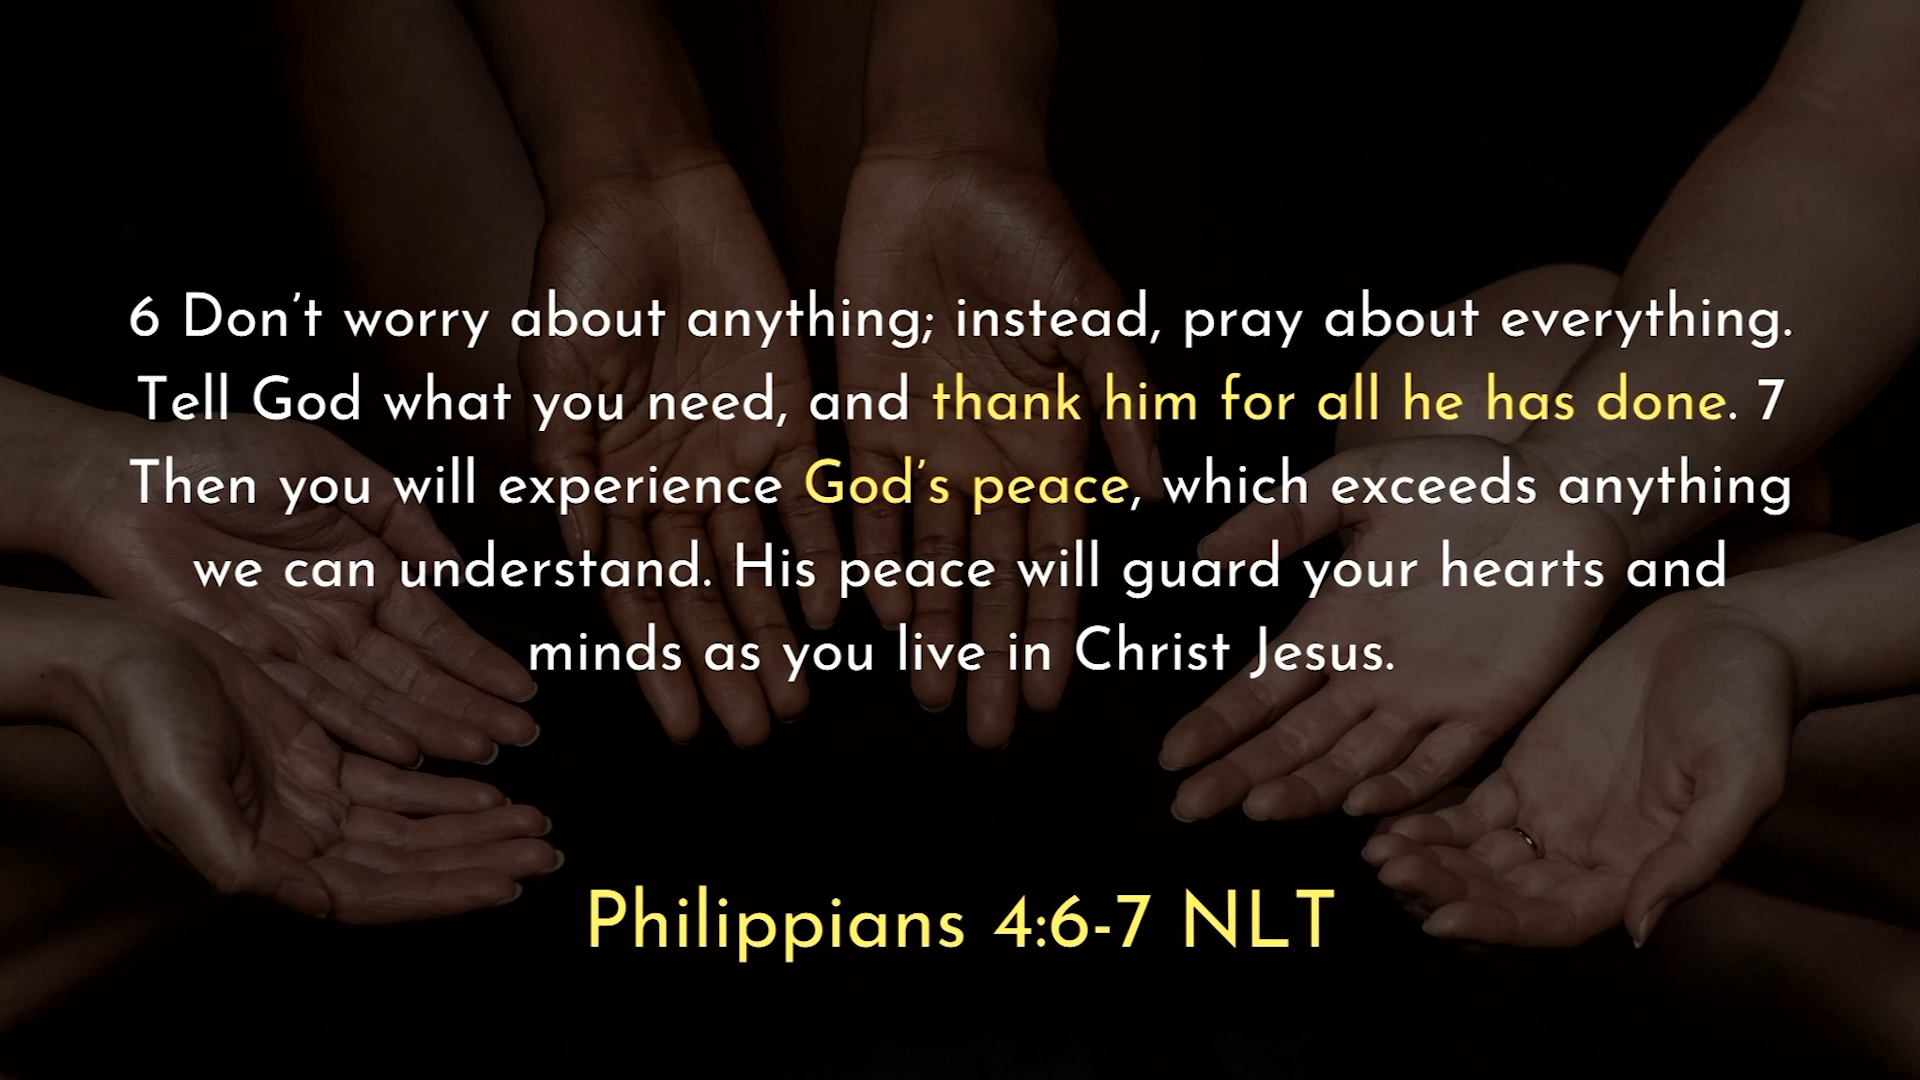 6 Don’t worry about anything; instead, pray about everything.
Tell God what you need, and thank him for all he has done. 7
Then you will experience God’s peace, which exceeds anything
we can understand. His peace will guard your hearts and
minds as you live in Christ Jesus.
Philippians 4:6-7 NLT